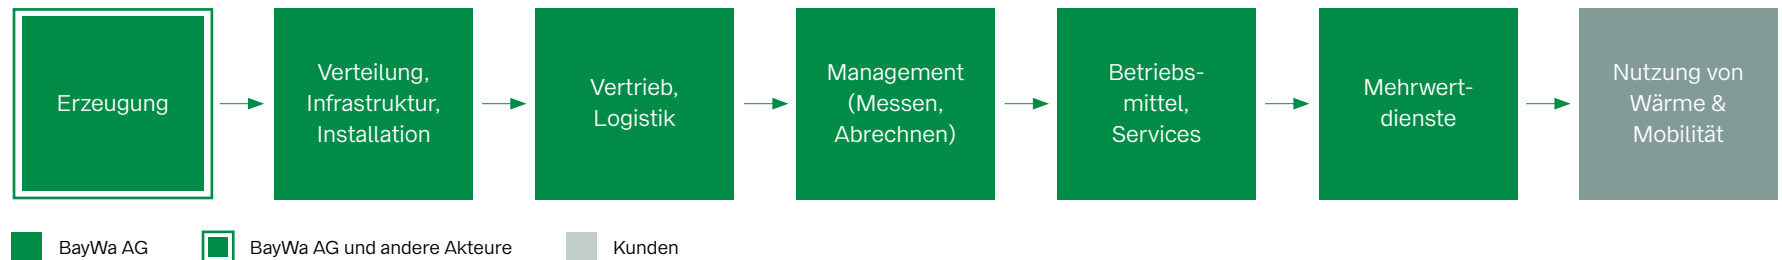 Erzeugung
Verteilung,
Infrastruktur,
Installation
Vertrieb,
Logistik
Management
(Messen,
Abrechnen)
Betriebs-
mittel,
Services
Mehrwert-
dienste
Nutzung von
Wärme &
Mobilität
BayWa AG
BayWa AG und andere Akteure
Kunden